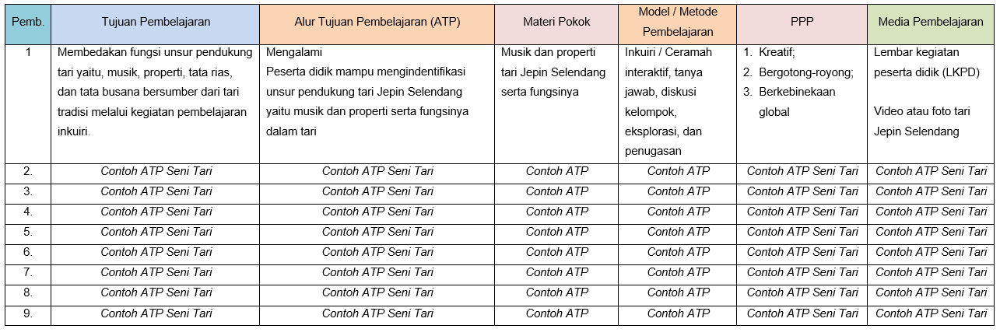 Pemb.
Tujuan Pembelajaran
Alur Tujuan Pembelajaran (ATP)
Materi Pokok
Model / Metode
Pembelajaran
PPP
Media Pembelajaran
1
Membedakan fungsi unsur pendukung
tari yaitu, musik, properti, tata rias,
dan tata busana bersumber dari tari
tradisi melalui kegiatan pembelajaran
inkuiri.
Mengalami
Peserta didik mampu mengindentifikasi
unsur pendukung tari Jepin Selendang
yaitu musik dan properti serta fungsinya
dalam tari
Musik dan properti
tari Jepin Selendang
serta fungsinya
Inkuiri / Ceramah
interaktif, tanya
jawab, diskusi
kelompok,
eksplorasi, dan
penugasan
1. Kreatif;
2. Bergotong-royong;
3. Berkebinekaan
global
Lembar kegiatan
peserta didik (LKPD)
Video atau foto tari
Jepin Selendang
2. Contoh ATP Seni Tari Contoh ATP Seni Tari Contoh ATP Contoh ATP Contoh ATP Seni Tari Contoh ATP Seni Tari
3. Contoh ATP Seni Tari Contoh ATP Seni Tari Contoh ATP Contoh ATP Contoh ATP Seni Tari Contoh ATP Seni Tari
4. Contoh ATP Seni Tari Contoh ATP Seni Tari Contoh ATP Contoh ATP Contoh ATP Seni Tari Contoh ATP Seni Tari
5. Contoh ATP Seni Tari Contoh ATP Seni Tari Contoh ATP Contoh ATP Contoh ATP Seni Tari Contoh ATP Seni Tari
6. Contoh ATP Seni Tari Contoh ATP Seni Tari Contoh ATP Contoh ATP Contoh ATP Seni Tari Contoh ATP Seni Tari
7. Contoh ATP Seni Tari Contoh ATP Seni Tari Contoh ATP Contoh ATP Contoh ATP Seni Tari Contoh ATP Seni Tari
8. Contoh ATP Seni Tari Contoh ATP Seni Tari Contoh ATP Contoh ATP Contoh ATP Seni Tari Contoh ATP Seni Tari
9. Contoh ATP Seni Tari Contoh ATP Seni Tari Contoh ATP Contoh ATP Contoh ATP Seni Tari Contoh ATP Seni Tari